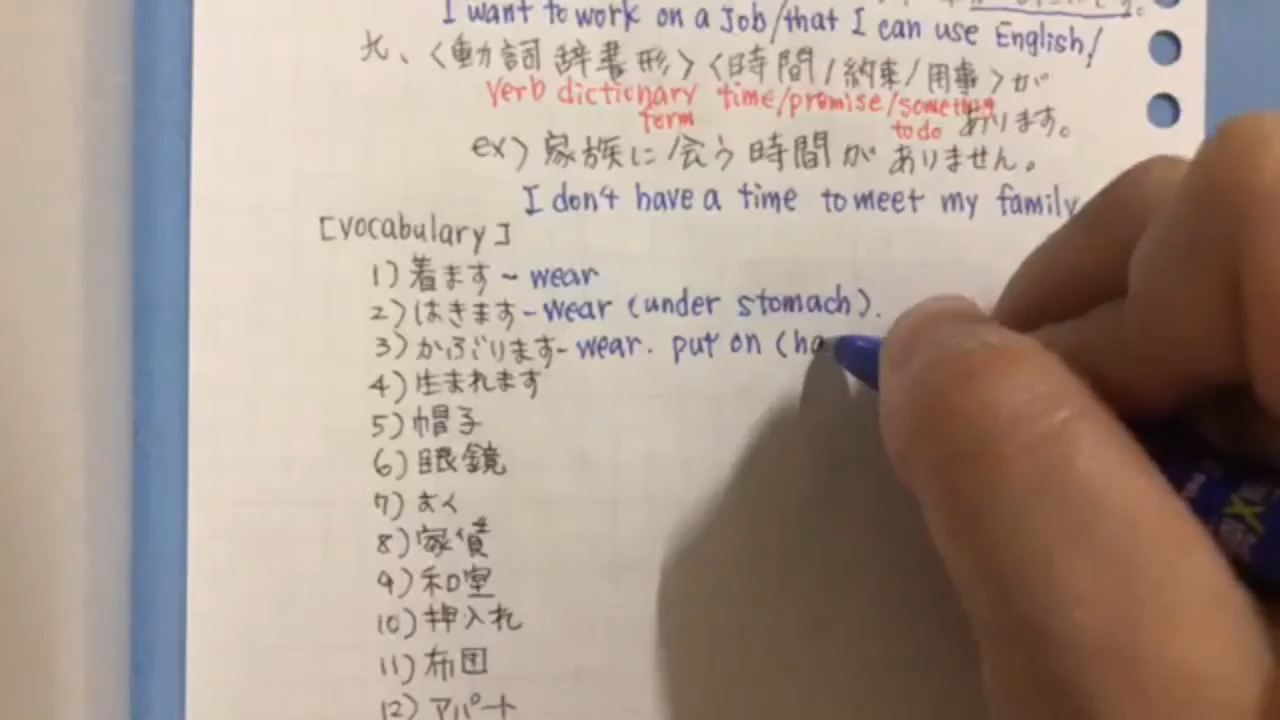 I want to work on a Job/that I can use English/
北、〈動詞 辞書形〉〈時間/約束/用事〉が
verb dictionary time/promise/something
form to do あります。
ex) 家族に会う時間がありません。
I don't have a time to meet my family
[vocabulary]
1) 着ます ~ wear
2) はきます - wear (under stomach).
3) かぶります - wear. put on (ha
4) 生まれます
5) 帽子
6) 眼鏡
7) よく
8) 家賃
9) 和室
10) 押入れ
11) 布団
12) アパート